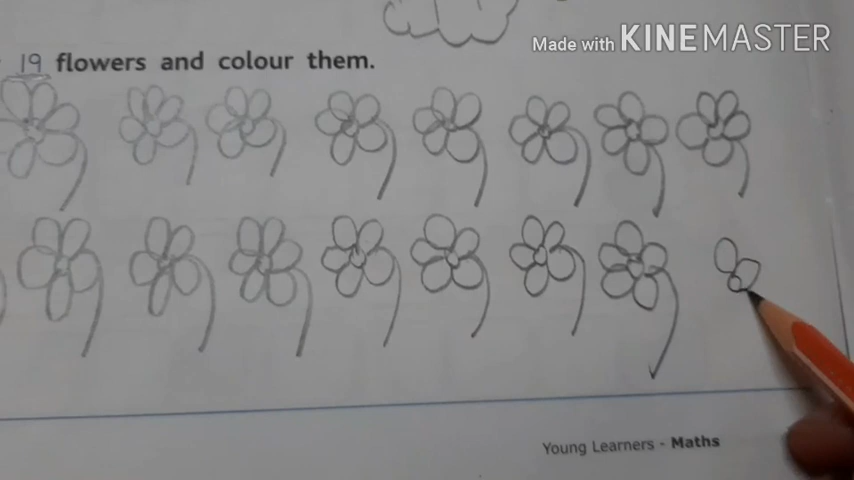 Made with KINEMASTER
19 flowers and colour them.
Young Learners - Maths